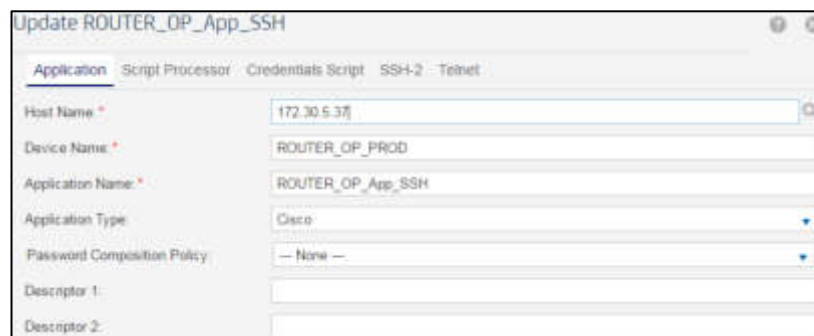 Update ROUTER_OP_App_SSH
Application Script Processor Credentials Script SSH-2 Telnet
Host Name:* 172.30.5.37
Device Name:* ROUTER_OP_PROD
Application Name:* ROUTER_OP_App_SSH
Application Type: Cisco
Password Composition Policy: --- None ---
Descriptor 1:
Descriptor 2: